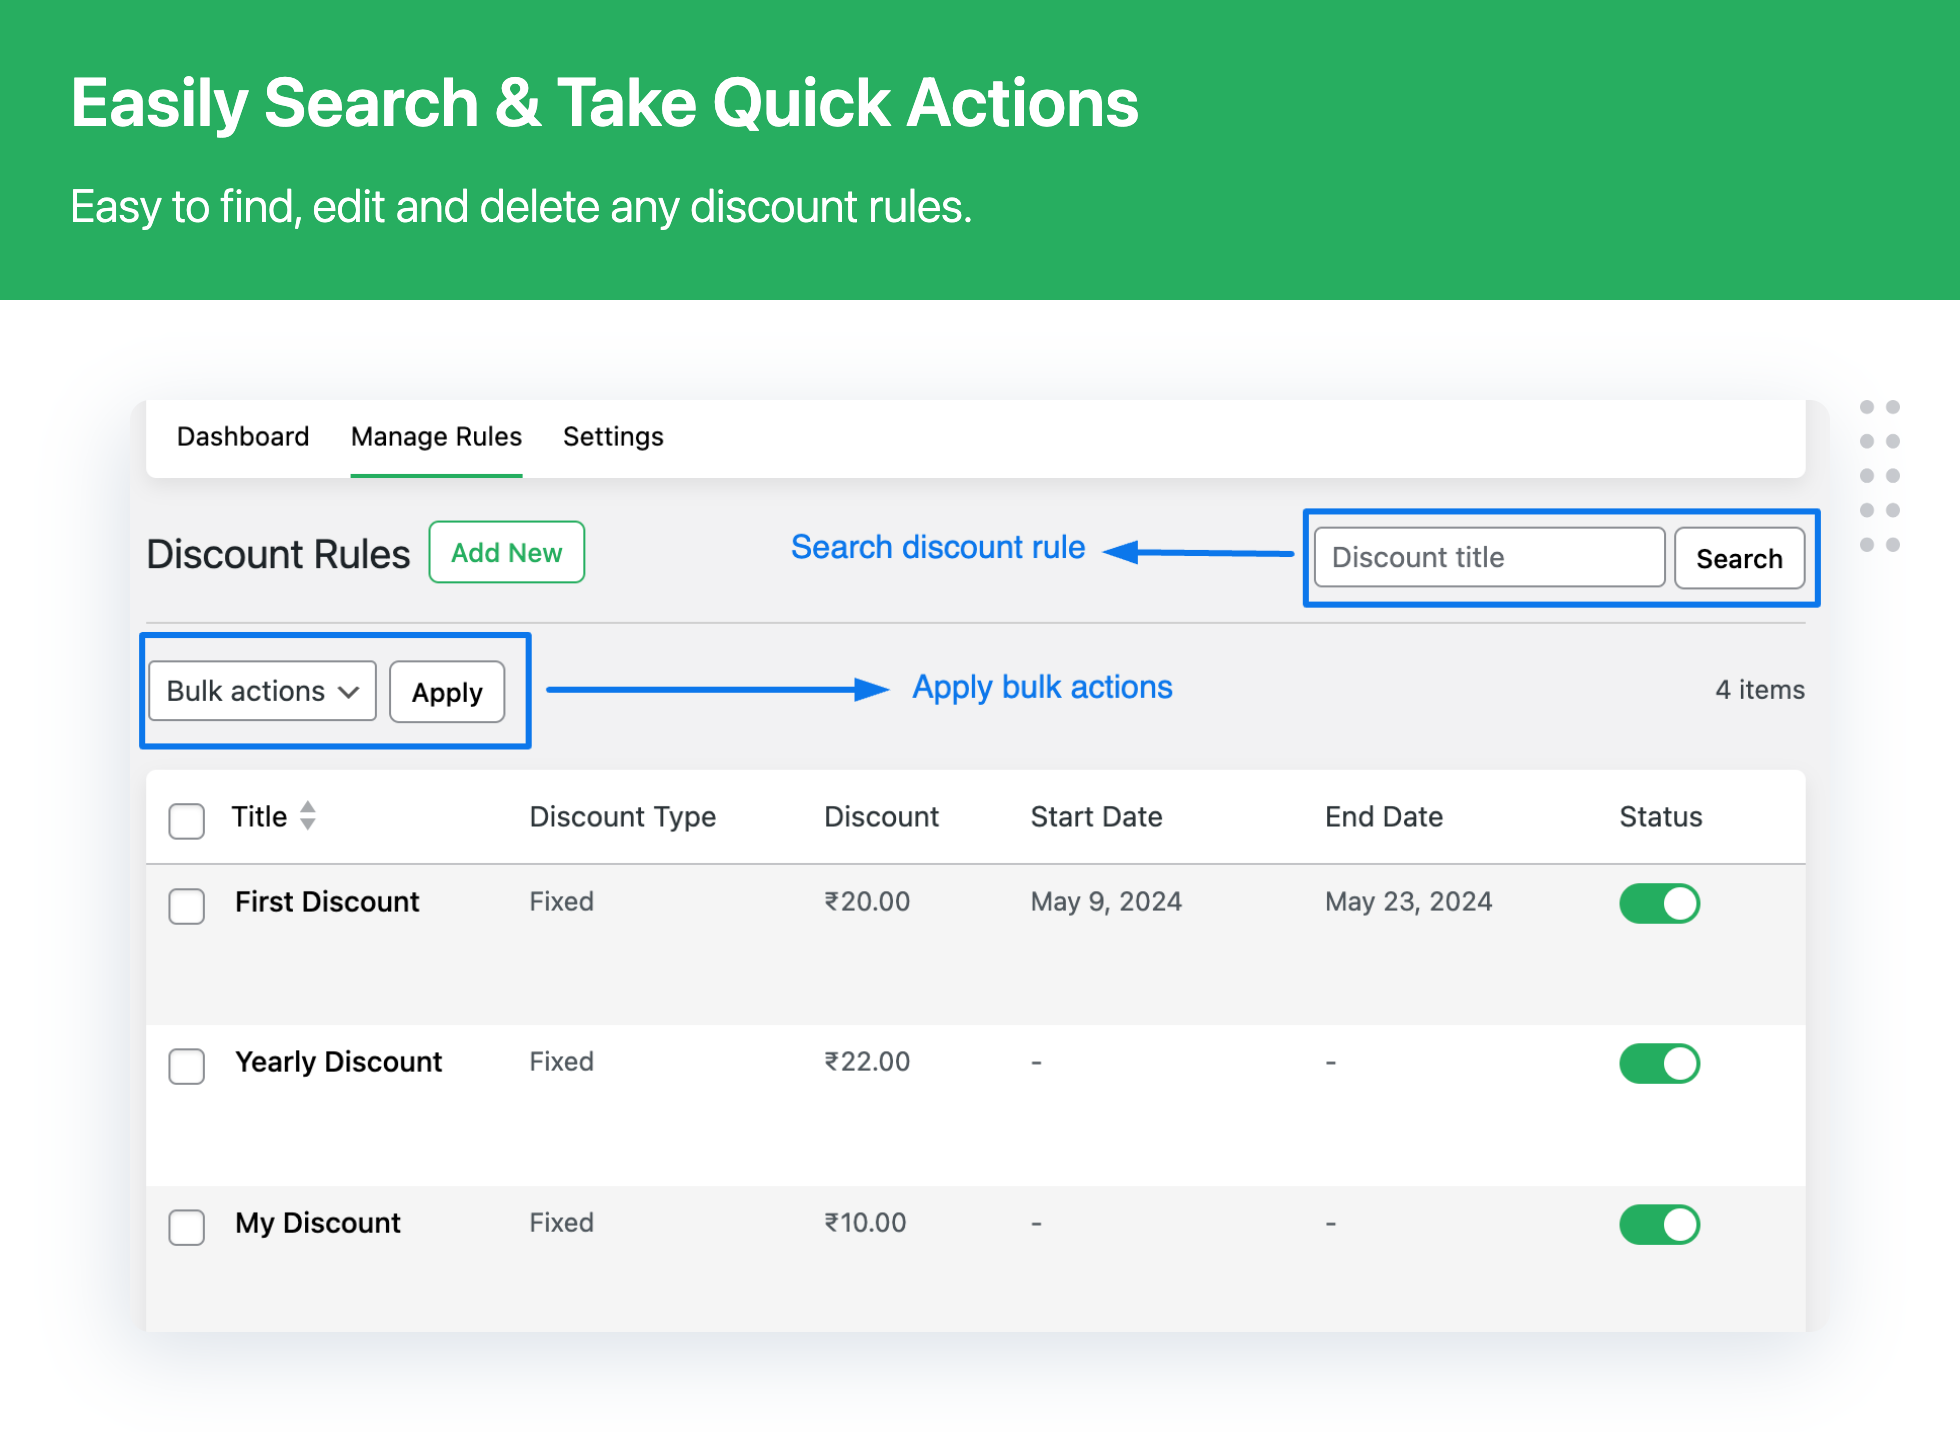 Easily Search & Take Quick Actions
Easy to find, edit and delete any discount rules.
Dashboard Manage Rules Settings
Discount Rules Add New Search discount rule Discount title Search
Bulk actions Apply Apply bulk actions 4 items
Title Discount Type Discount Start Date End Date Status
First Discount Fixed ₹20.00 May 9, 2024 May 23, 2024
Yearly Discount Fixed ₹22.00 - -
My Discount Fixed ₹10.00 - -